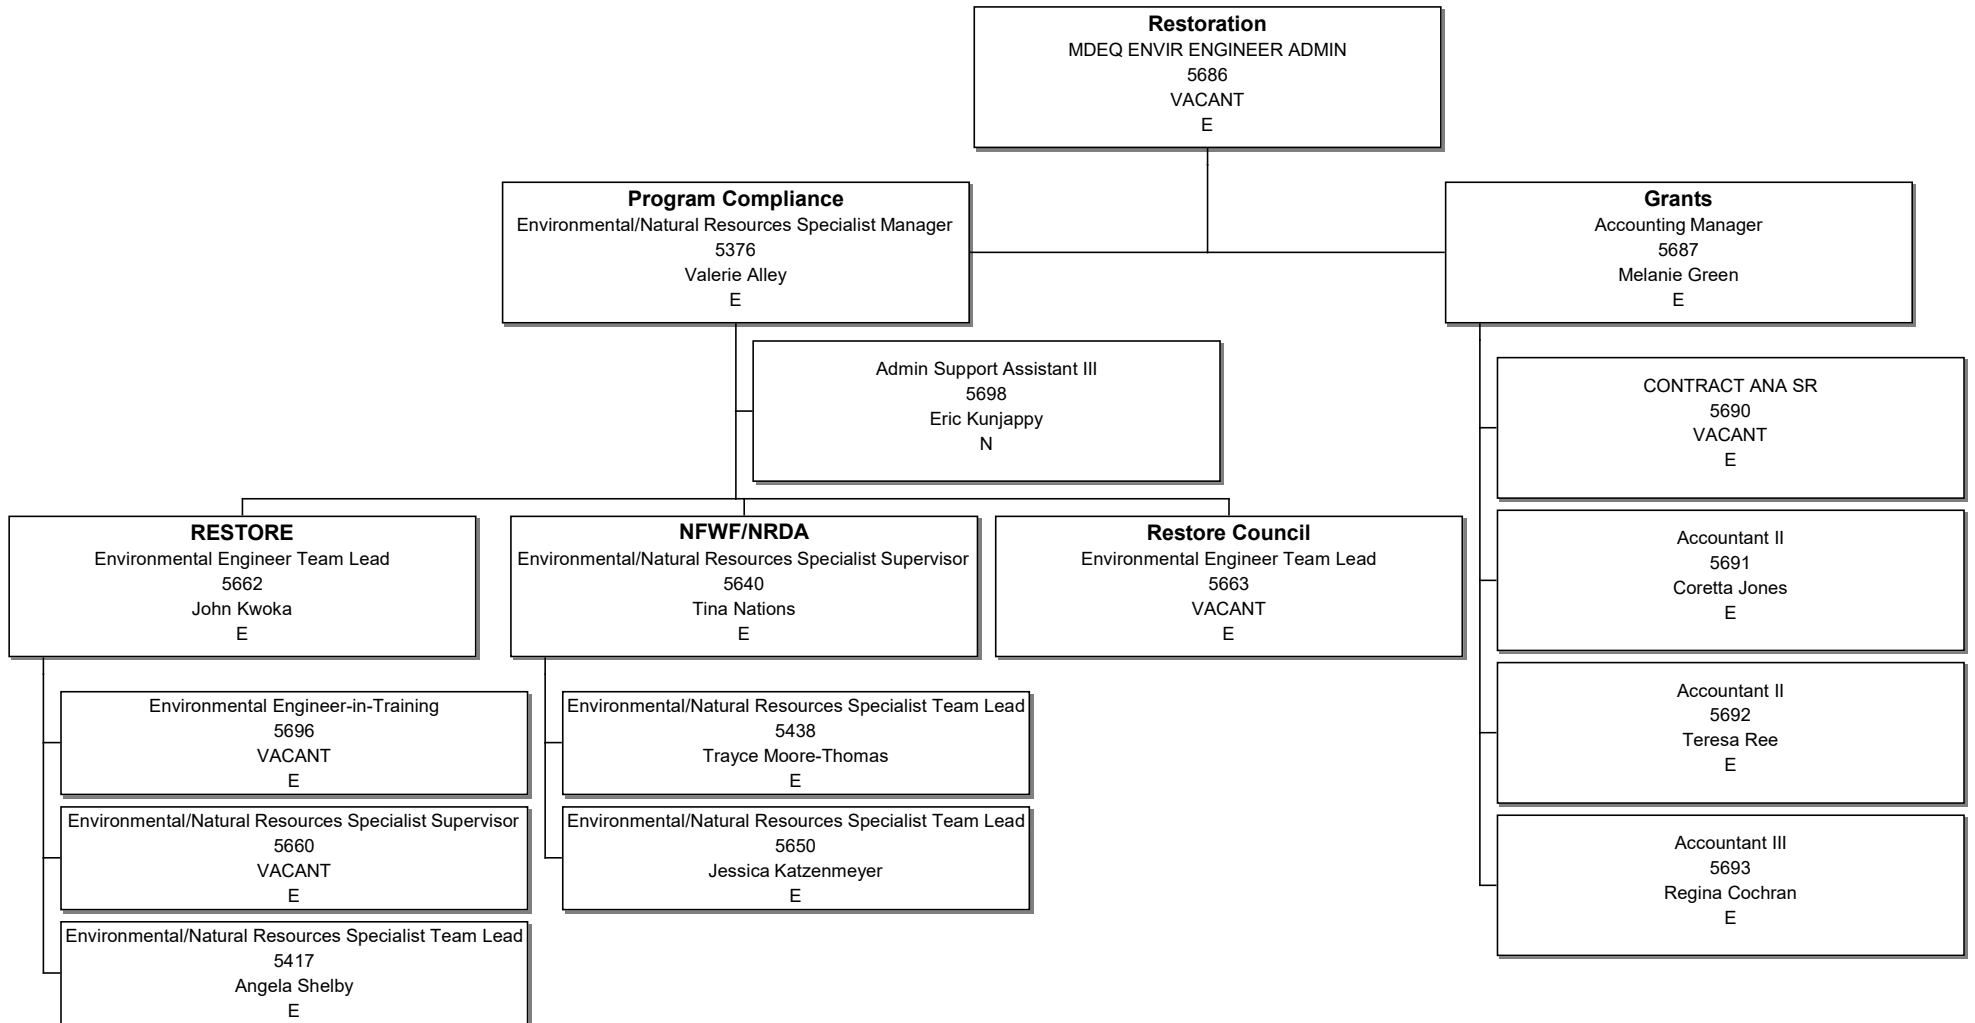 Restoration
MDEQ ENVIR ENGINEER ADMIN
5686
VACANT
E
Program Compliance
Environmental/Natural Resources Specialist Manager
5376
Valerie Alley
E
Grants
Accounting Manager
5687
Melanie Green
E
Admin Support Assistant III
5698
Eric Kunjappy
N
RESTORE
Environmental Engineer Team Lead
5662
John Kwoka
E
Environmental Engineer-in-Training
5696
VACANT
E
Environmental/Natural Resources Specialist Supervisor
5660
VACANT
E
Environmental/Natural Resources Specialist Team Lead
5417
Angela Shelby
E
NFWF/NRDA
Environmental/Natural Resources Specialist Supervisor
5640
Tina Nations
E
Environmental/Natural Resources Specialist Team Lead
5438
Trayce Moore-Thomas
E
Environmental/Natural Resources Specialist Team Lead
5650
Jessica Katzenmeyer
E
Restore Council
Environmental Engineer Team Lead
5663
VACANT
E
CONTRACT ANA SR
5690
VACANT
E
Accountant II
5691
Coretta Jones
E
Accountant II
5692
Teresa Ree
E
Accountant III
5693
Regina Cochran
E